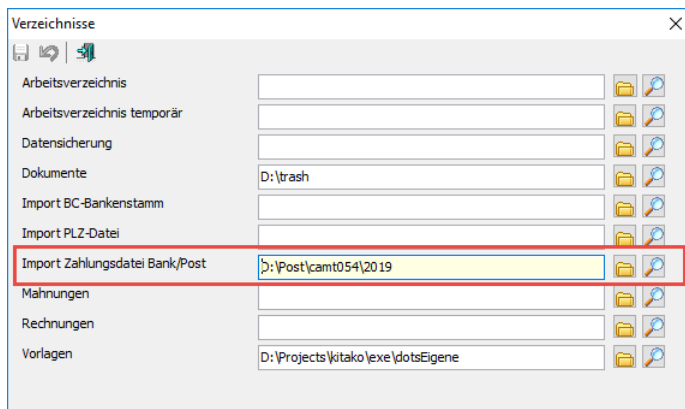 Verzeichnisse
Arbeitsverzeichnis
Arbeitsverzeichnis temporär
Datensicherung
Dokumente D:\trash
Import BC-Bankenstamm
Import PLZ-Datei
Import Zahlungsdatei Bank/Post D:\Post\camt054\2019
Mahnungen
Rechnungen
Vorlagen D:\Projects\kitako\exe\dotsEigene